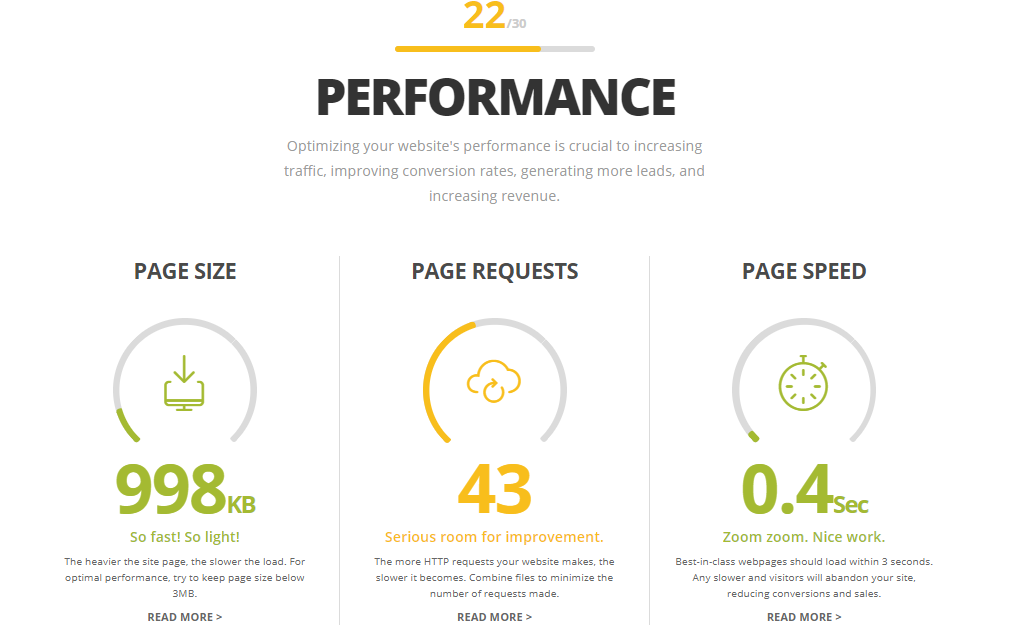 22/30
PERFORMANCE
Optimizing your website's performance is crucial to increasing
traffic, improving conversion rates, generating more leads, and
increasing revenue.
PAGE SIZE
998KB
So fast! So light!
The heavier the site page, the slower the load. For
optimal performance, try to keep page size below
3MB.
READ MORE >
PAGE REQUESTS
43
Serious room for improvement.
The more HTTP requests your website makes, the
slower it becomes. Combine files to minimize the
number of requests made.
READ MORE >
PAGE SPEED
0.4Sec
Zoom zoom. Nice work.
Best-in-class webpages should load within 3 seconds.
Any slower and visitors will abandon your site,
reducing conversions and sales.
READ MORE >